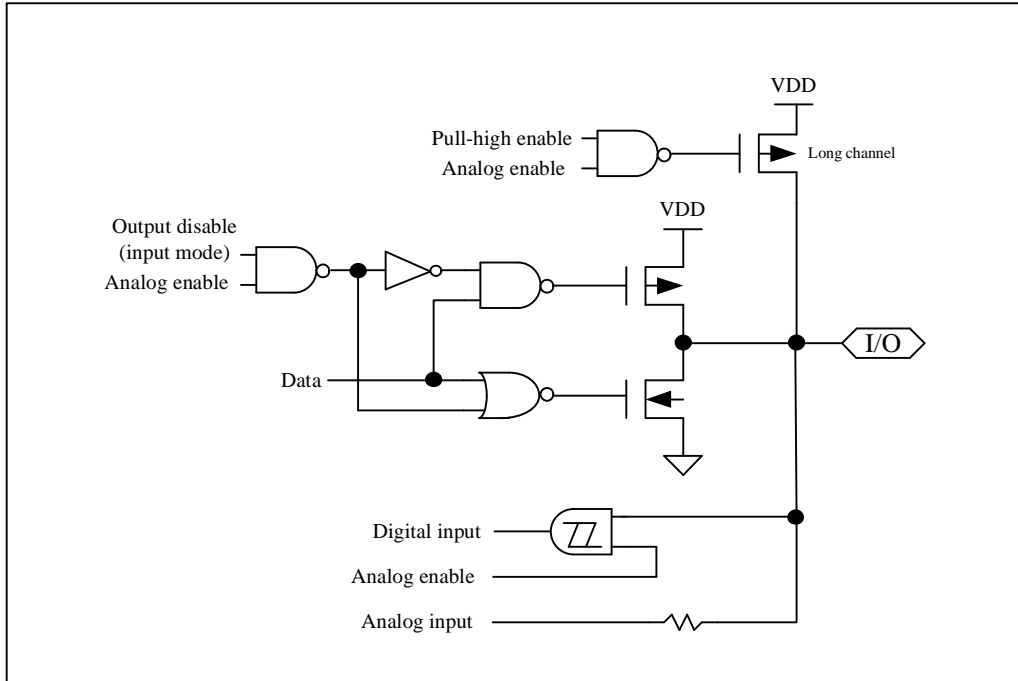 VDD
Pull-high enable
Analog enable
Long channel
VDD
Output disable
(input mode)
Analog enable
I/O
Data
Digital input
Analog enable
Analog input